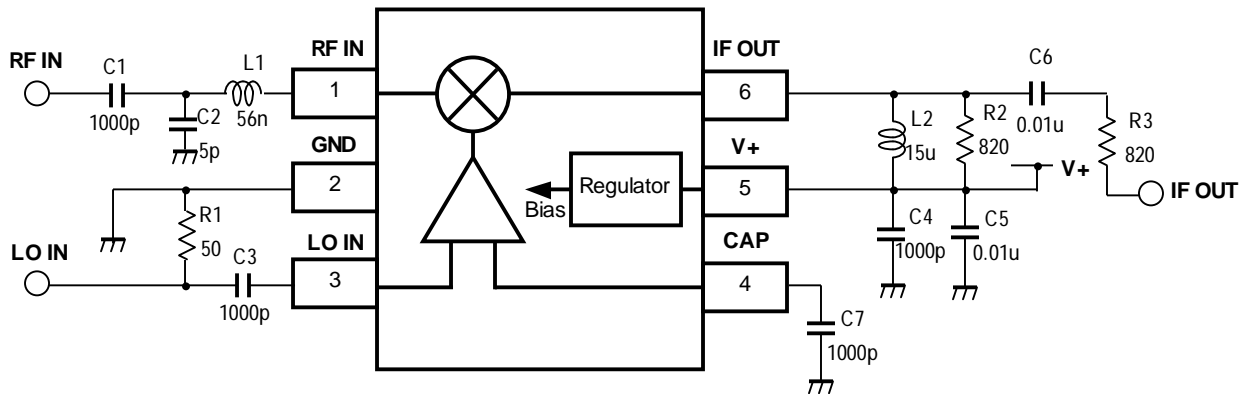 RF IN
C1
1000p
C2
5p
L1
56n
RF IN
1
GND
2
R1
50
LO IN
C3
1000p
LO IN
3
Bias
Regulator
IF OUT
6
V+
5
CAP
4
C7
1000p
L2
15u
R2
820
C6
0.01u
R3
820
V+
IF OUT
C4
1000p
C5
0.01u